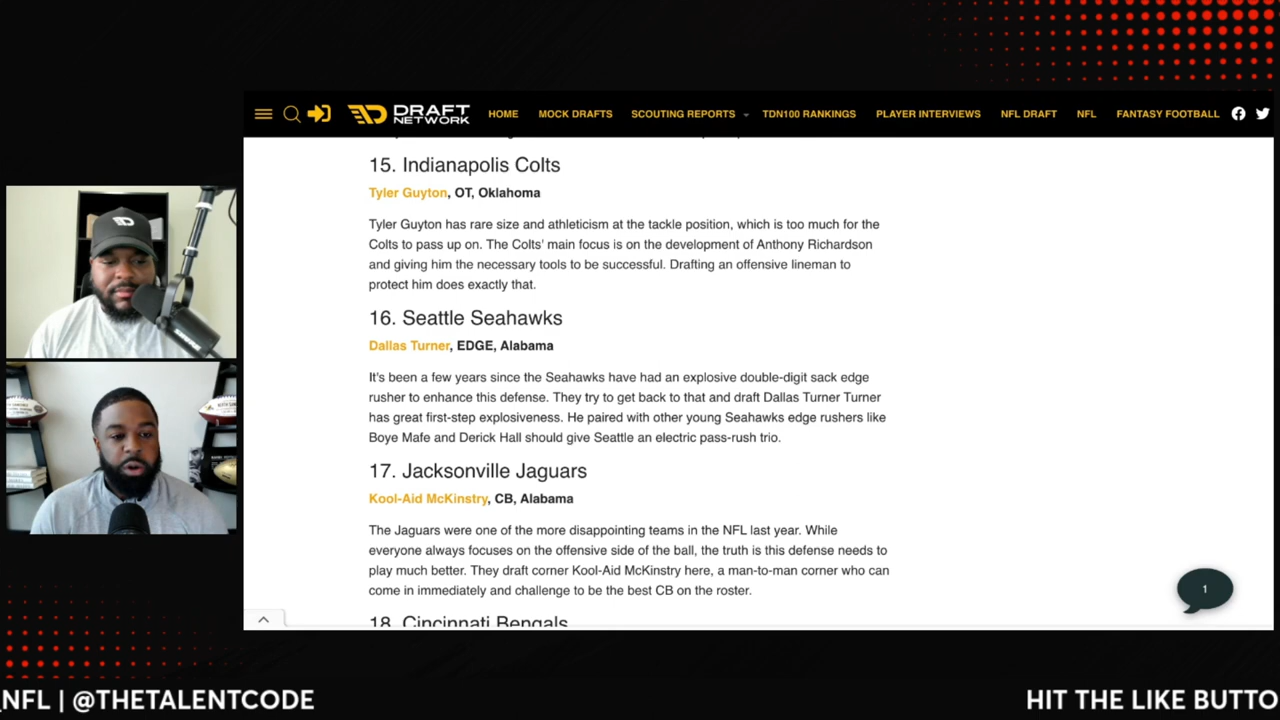 DRAFT
NETWORK
HOME
MOCK DRAFTS
SCOUTING REPORTS
TDN100 RANKINGS
PLAYER INTERVIEWS
NFL DRAFT
NFL
FANTASY FOOTBALL
15. Indianapolis Colts
Tyler Guyton, OT, Oklahoma
Tyler Guyton has rare size and athleticism at the tackle position, which is too much for the
Colts to pass up on. The Colts' main focus is on the development of Anthony Richardson
and giving him the necessary tools to be successful. Drafting an offensive lineman to
protect him does exactly that.
16. Seattle Seahawks
Dallas Turner, EDGE, Alabama
It's been a few years since the Seahawks have had an explosive double-digit sack edge
rusher to enhance this defense. They try to get back to that and draft Dallas Turner Turner
has great first-step explosiveness. He paired with other young Seahawks edge rushers like
Boye Mafe and Derick Hall should give Seattle an electric pass-rush trio.
17. Jacksonville Jaguars
Kool-Aid McKinstry, CB, Alabama
The Jaguars were one of the more disappointing teams in the NFL last year. While
everyone always focuses on the offensive side of the ball, the truth is this defense needs to
play much better. They draft corner Kool-Aid McKinstry here, a man-to-man corner who can
come in immediately and challenge to be the best CB on the roster.
1
18. Cincinnati Bengals
_NFL | @THETALENTCODE
HIT THE LIKE BUTTO